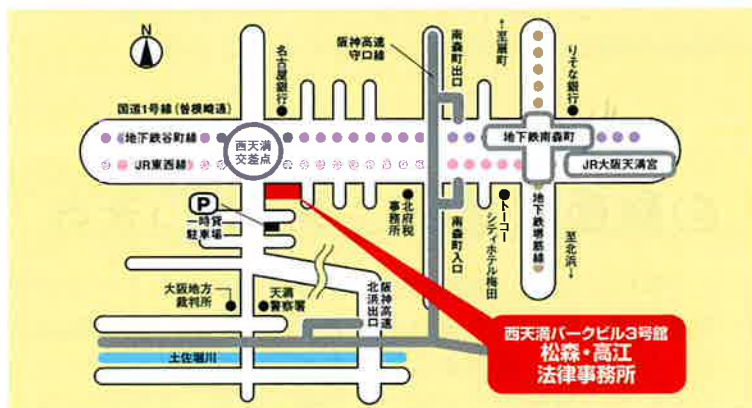 N
名古屋銀行
阪神高速
守口線
南森町出口
↑至扇町
りそな銀行
国道1号線(曽根崎通)
地下鉄谷町線
西天満
交差点
地下鉄南森町
JR東西線
JR大阪天満宮
P
一時貸
駐車場
北府税
事務所
南森町入口
トーコー
シティホテル梅田
地下鉄堺筋線
至北浜↓
大阪地方
裁判所
天満
警察署
阪神高速
北浜出口
土佐堀川
西天満パークビル3号館
松森・高江
法律事務所